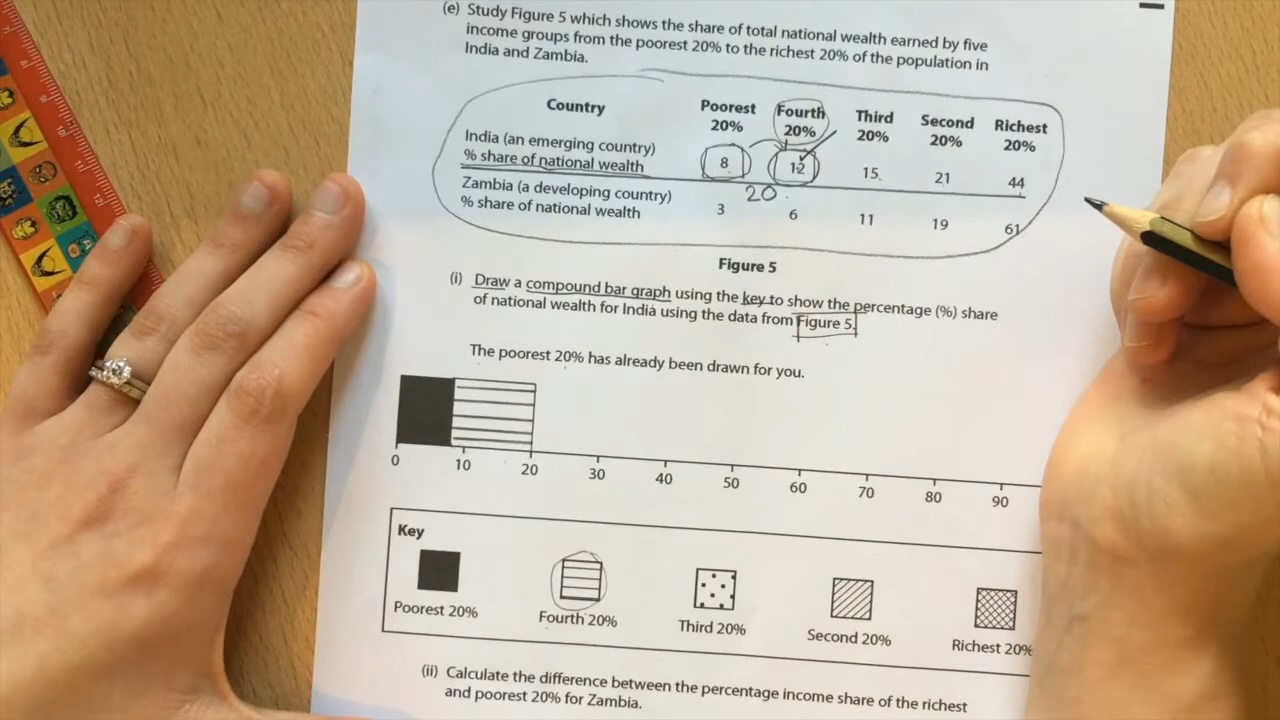 (e) Study Figure 5 which shows the share of total national wealth earned by five
income groups from the poorest 20% to the richest 20% of the population in
India and Zambia.
Country Poorest 20% Fourth 20% Third 20% Second 20% Richest 20%
India (an emerging country)
% share of national wealth 8 12 15 21 44
20
Zambia (a developing country)
% share of national wealth 3 6 11 19 61
Figure 5
(i) Draw a compound bar graph using the key to show the percentage (%) share
of national wealth for India using the data from Figure 5.
The poorest 20% has already been drawn for you.
0 10 20 30 40 50 60 70 80 90
Key
Poorest 20% Fourth 20% Third 20% Second 20% Richest 20%
(ii) Calculate the difference between the percentage income share of the richest
and poorest 20% for Zambia.